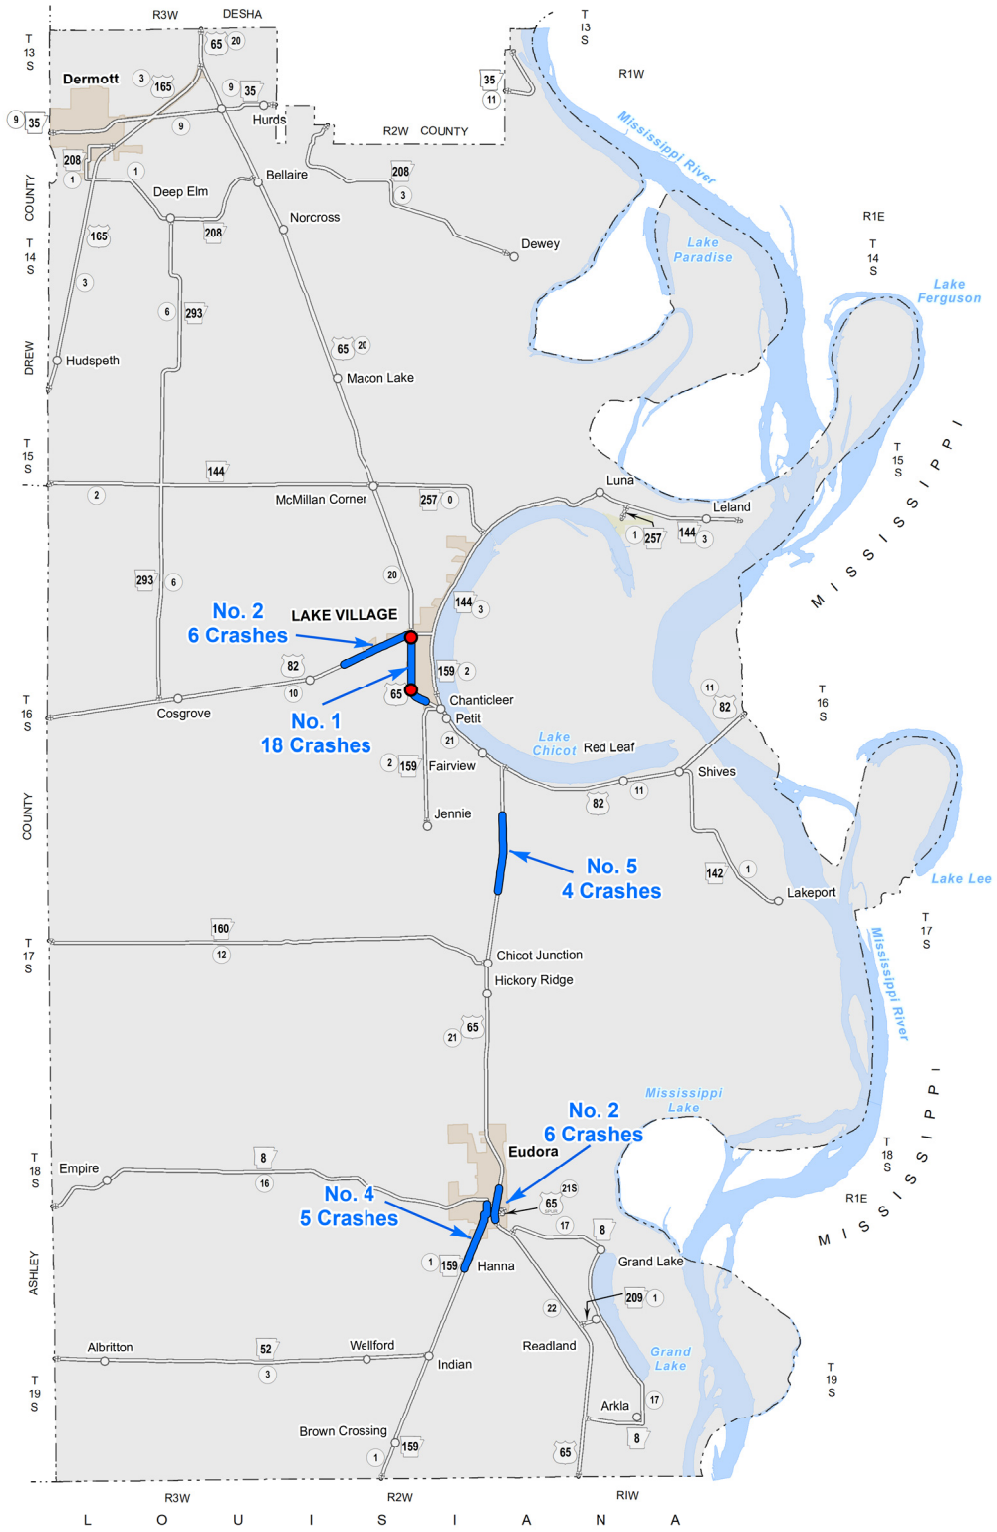 R3W
DESHA
T
13
S
65
20
T
13
S
R1W
Dermott
3
165
9
35
35
11
9
35
9
Hurds
R2W
COUNTY
Mississippi River
208
1
1
Bellaire
208
3
COUNTY
Deep Elm
Norcross
R1E
165
208
Dewey
T
14
S
Lake
Paradise
T
14
S
3
6
293
Lake
Ferguson
DREW
Hudspeth
65
20
Macon Lake
T
15
S
144
2
McMillan Corner
257
0
Luna
Leland
1
257
144
3
T
15
S
MISSISSIPPI
293
6
20
No. 2
6 Crashes
LAKE VILLAGE
144
3
82
10
159
2
65
No. 1
18 Crashes
Cosgrove
Chanticleer
Petit
21
11
82
T
16
S
T
16
S
Lake
Chicot
Red Leaf
Fairview
2
159
Shives
82
11
COUNTY
Jennie
No. 5
4 Crashes
142
1
Lakeport
Lake Lee
160
12
T
17
S
T
17
S
Chicot Junction
Hickory Ridge
Mississippi River
65
21
Mississippi
Lake
No. 2
6 Crashes
Eudora
MISSISSIPPI
T
18
S
Empire
8
16
No. 4
5 Crashes
21S
65
SPUR
17
8
T
18
S
R1E
ASHLEY
1
159
Hanna
Grand Lake
209
1
22
Albritton
52
3
Wellford
Indian
Readland
Grand
Lake
T
19
S
T
19
S
Arkla
17
8
Brown Crossing
1
159
65
R3W
R2W
RIW
L O U I S I A N A